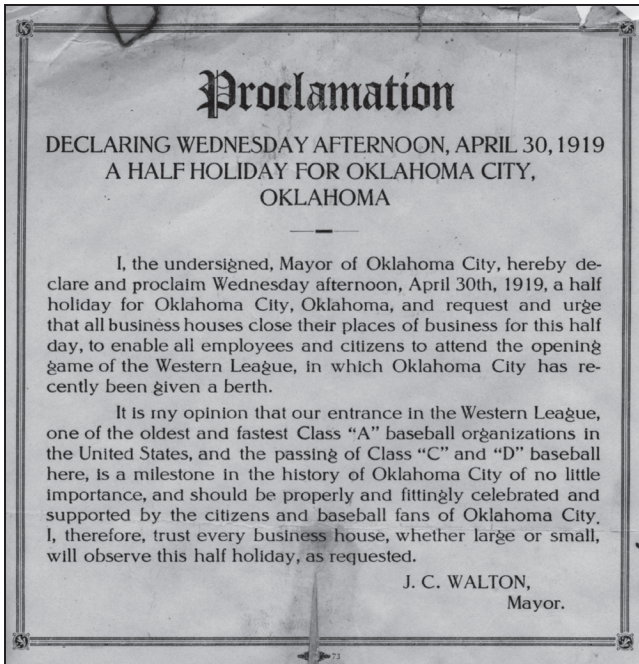 Proclamation
DECLARING WEDNESDAY AFTERNOON, APRIL 30, 1919
A HALF HOLIDAY FOR OKLAHOMA CITY,
OKLAHOMA
I, the undersigned, Mayor of Oklahoma City, hereby de-
clare and proclaim Wednesday afternoon, April 30th, 1919, a half
holiday for Oklahoma City, Oklahoma, and request and urge
that all business houses close their places of business for this half
day, to enable all employees and citizens to attend the opening
game of the Western League, in which Oklahoma City has re-
cently been given a berth.
It is my opinion that our entrance in the Western League,
one of the oldest and fastest Class “A” baseball organizations in
the United States, and the passing of Class “C” and “D” baseball
here, is a milestone in the history of Oklahoma City of no little
importance, and should be properly and fittingly celebrated and
supported by the citizens and baseball fans of Oklahoma City.
I, therefore, trust every business house, whether large or small,
will observe this half holiday, as requested.
J. C. WALTON,
Mayor.
73